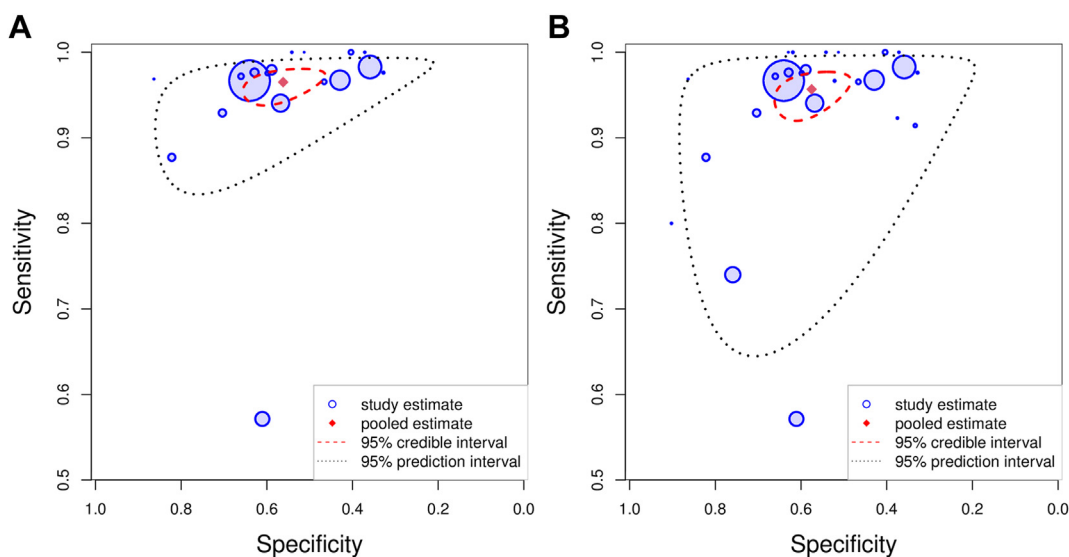 A
Sensitivity
1.0
0.9
0.8
0.7
0.6
0.5
study estimate
pooled estimate
95% credible interval
95% prediction interval
1.0 0.8 0.6 0.4 0.2 0.0
Specificity
B
Sensitivity
1.0
0.9
0.8
0.7
0.6
0.5
study estimate
pooled estimate
95% credible interval
95% prediction interval
1.0 0.8 0.6 0.4 0.2 0.0
Specificity